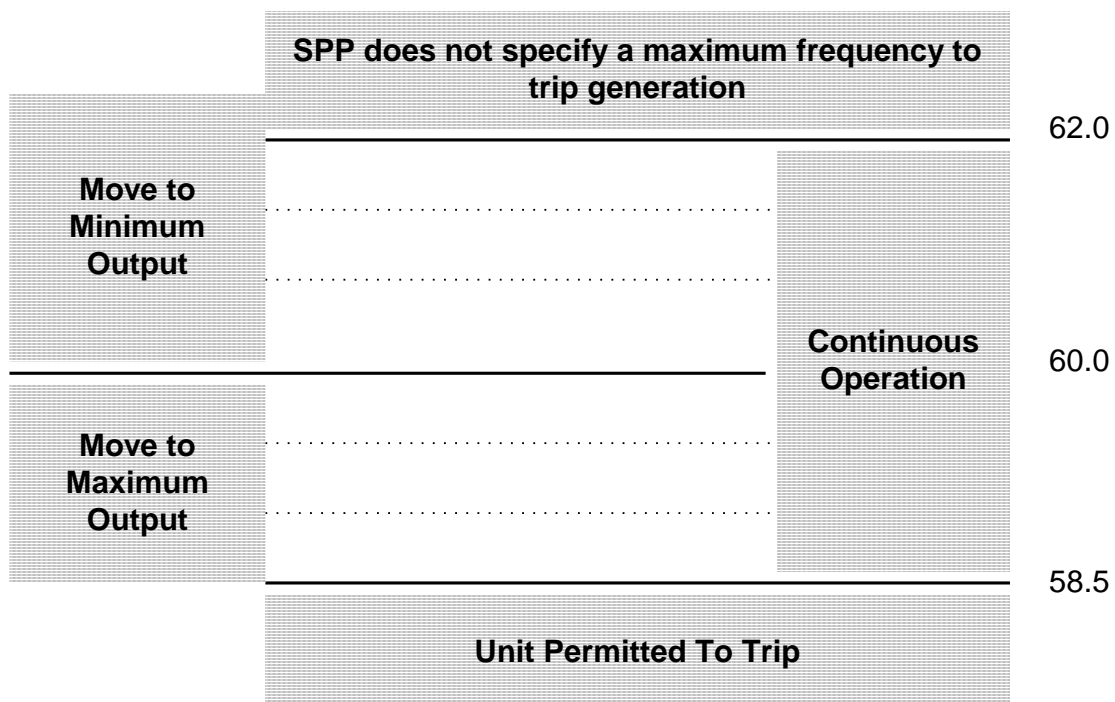 SPP does not specify a maximum frequency to
trip generation
62.0
Move to
Minimum
Output
Continuous
Operation
60.0
Move to
Maximum
Output
58.5
Unit Permitted To Trip